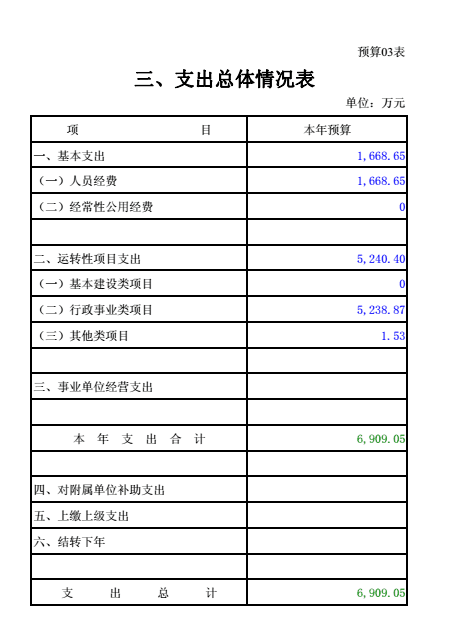 预算03表
三、支出总体情况表
单位：万元
项 目 本年预算
一、基本支出 1,668.65
（一）人员经费 1,668.65
（二）经常性公用经费 0
二、运转性项目支出 5,240.40
（一）基本建设类项目 0
（二）行政事业类项目 5,238.87
（三）其他类项目 1.53
三、事业单位经营支出
本 年 支 出 合 计 6,909.05
四、对附属单位补助支出
五、上缴上级支出
六、结转下年
支 出 总 计 6,909.05